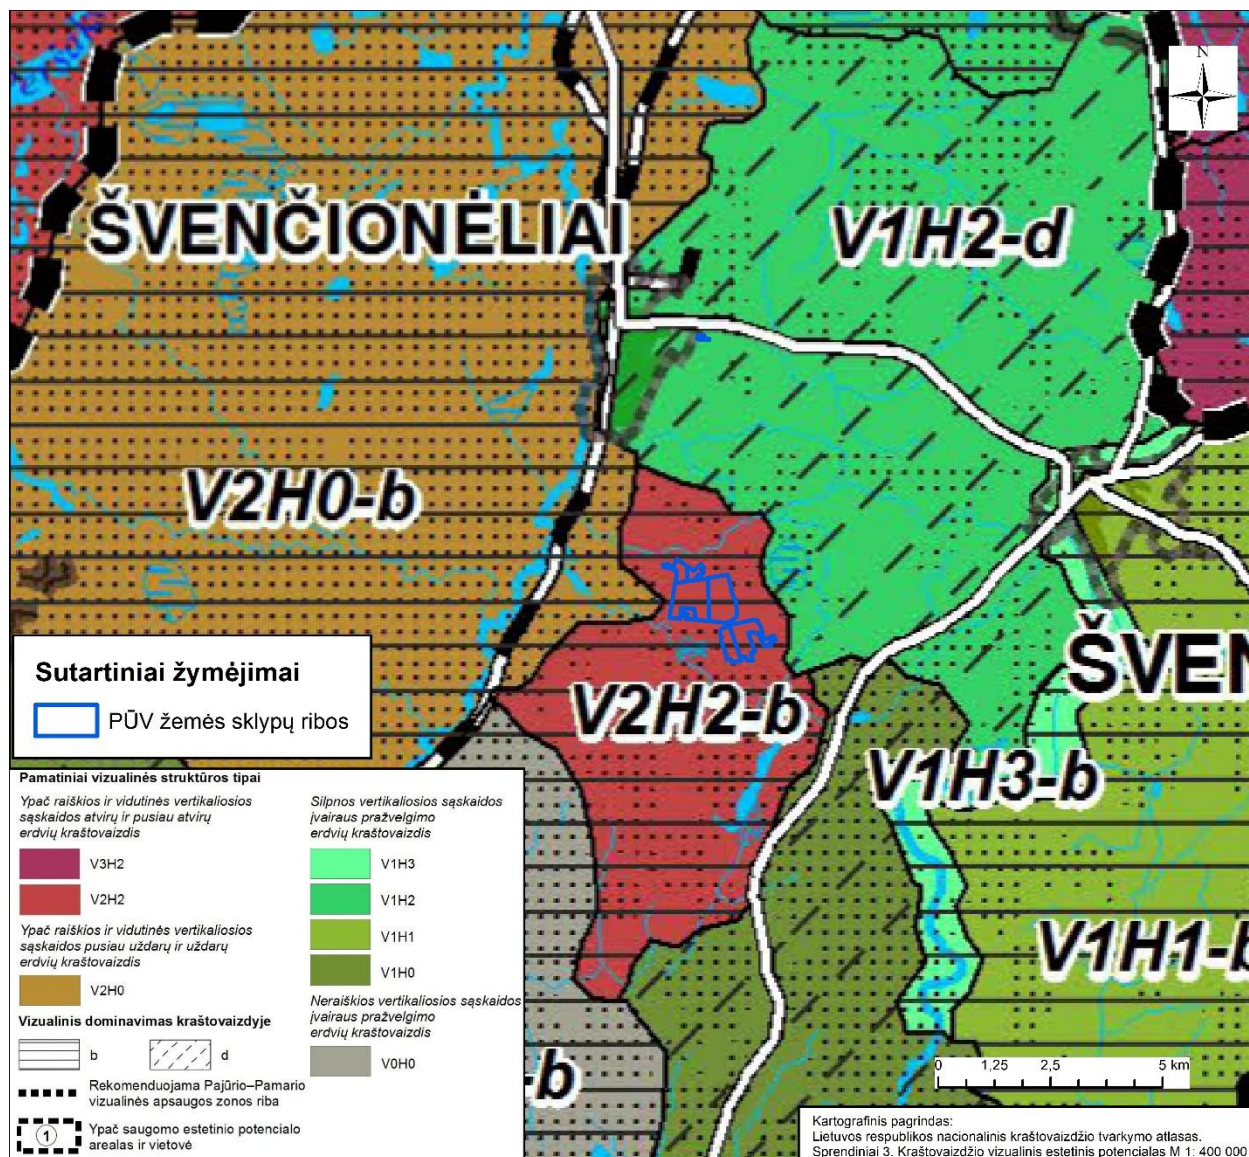 N
ŠVENČIONĖLIAI
V1H2-d
V2H0-b
ŠVEN
V2H2-b
V1H3-b
V1H1-b
-b
Sutartiniai žymėjimai
PŪV žemės sklypų ribos
Pamatiniai vizualinės struktūros tipai
Ypač raiškios ir vidutinės vertikaliosios
sąskaidos atvirų ir pusiau atvirų
erdvių kraštovaizdis
V3H2
V2H2
Ypač raiškios ir vidutinės vertikaliosios
sąskaidos pusiau uždarų ir uždarų
erdvių kraštovaizdis
V2H0
Vizualinis dominavimas kraštovaizdyje
b d
Rekomenduojama Pajūrio–Pamario
vizualinės apsaugos zonos riba
1 Ypač saugomo estetinio potencialo
arealas ir vietovė
Silpnos vertikaliosios sąskaidos
įvairaus pražvelgimo
erdvių kraštovaizdis
V1H3
V1H2
V1H1
V1H0
Neraiškios vertikaliosios sąskaidos
įvairaus pražvelgimo
erdvių kraštovaizdis
V0H0
0 1,25 2,5 5 km
Kartografinis pagrindas:
Lietuvos respublikos nacionalinis kraštovaizdžio tvarkymo atlasas.
Sprendiniai 3. Kraštovaizdžio vizualinis estetinis potencialas M 1: 400 000